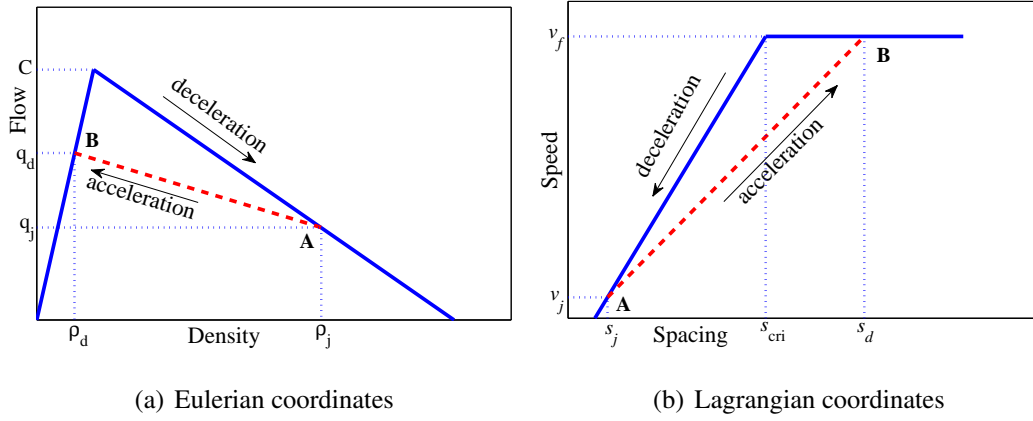 C
Flow
q_d
q_j
deceleration
B
acceleration
A
ρ_d
Density
ρ_j
(a) Eulerian coordinates
v_f
Speed
v_j
deceleration
B
acceleration
A
s_j
Spacing
s_cri
s_d
(b) Lagrangian coordinates